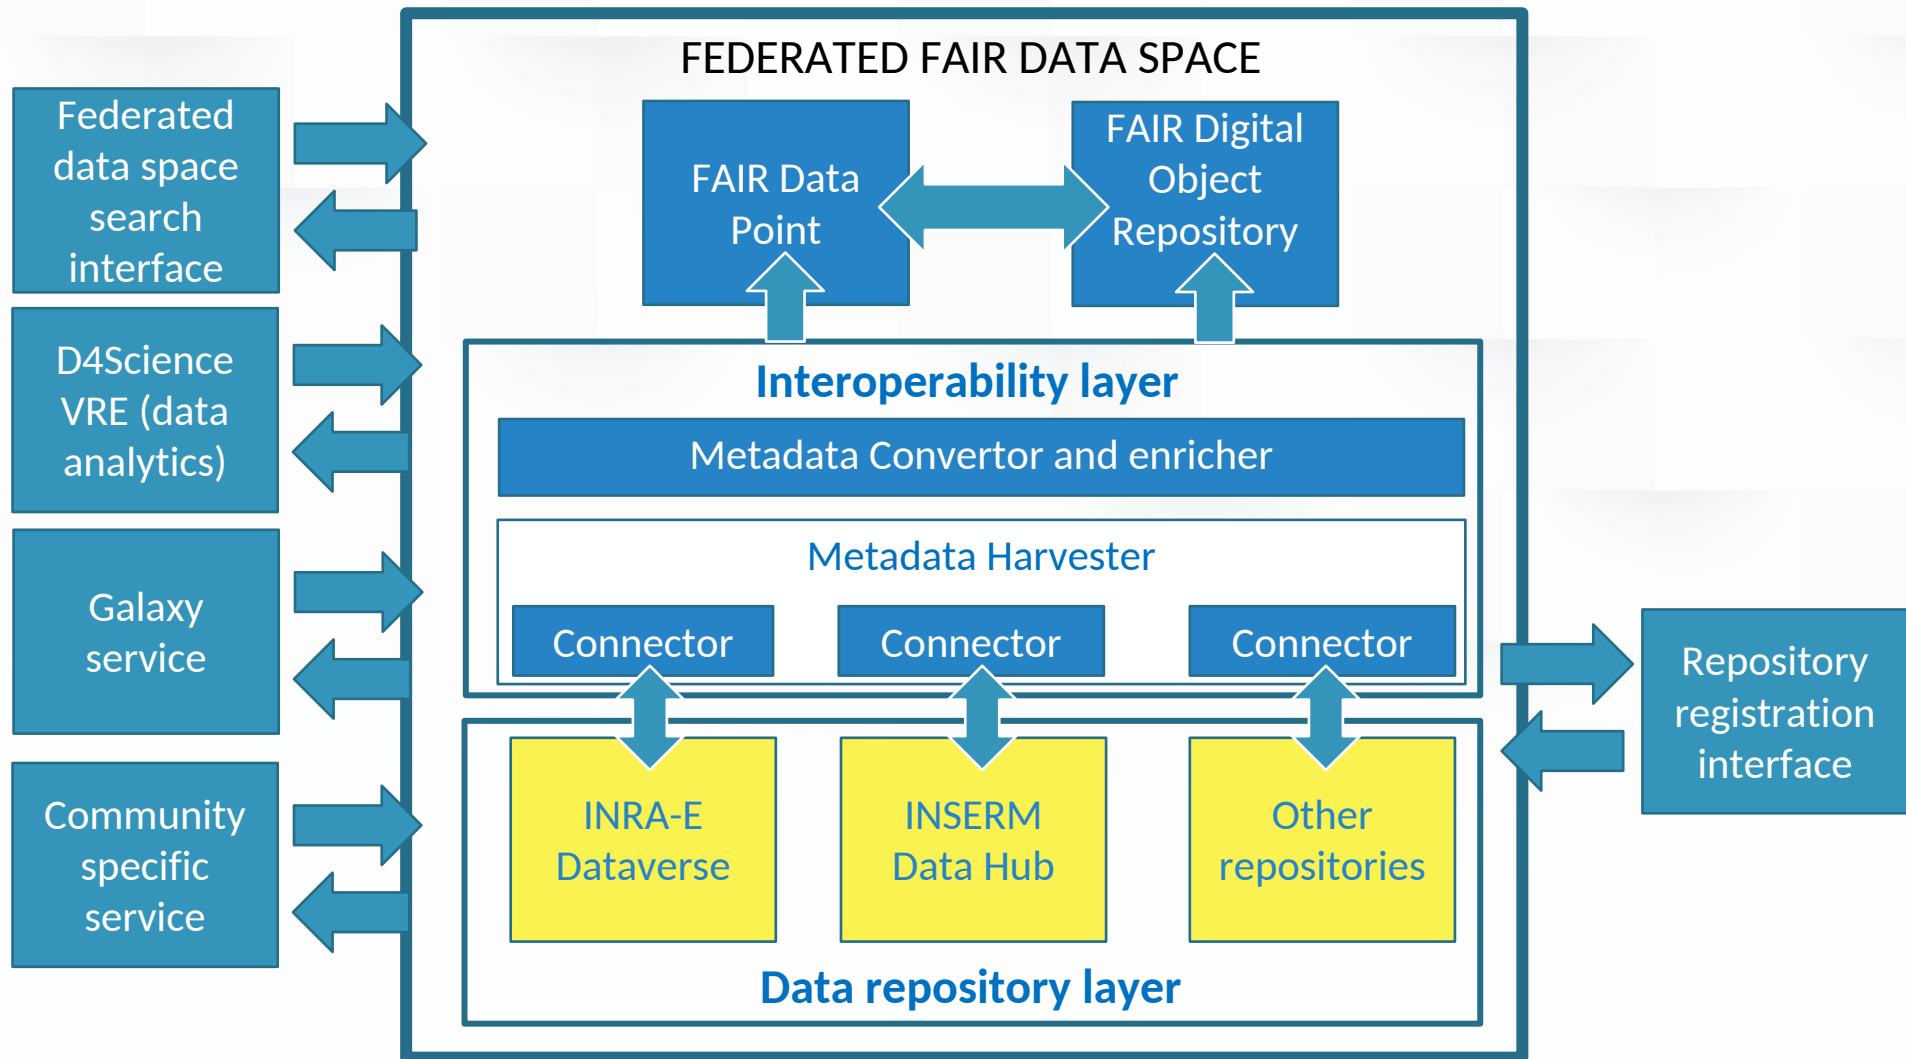 FEDERATED FAIR DATA SPACE
Federated
data space
search
interface
D4Science
VRE (data
analytics)
Galaxy
service
Community
specific
service
FAIR Data
Point
FAIR Digital
Object
Repository
Interoperability layer
Metadata Convertor and enricher
Metadata Harvester
Connector
Connector
Connector
INRA-E
Dataverse
INSERM
Data Hub
Other
repositories
Data repository layer
Repository
registration
interface